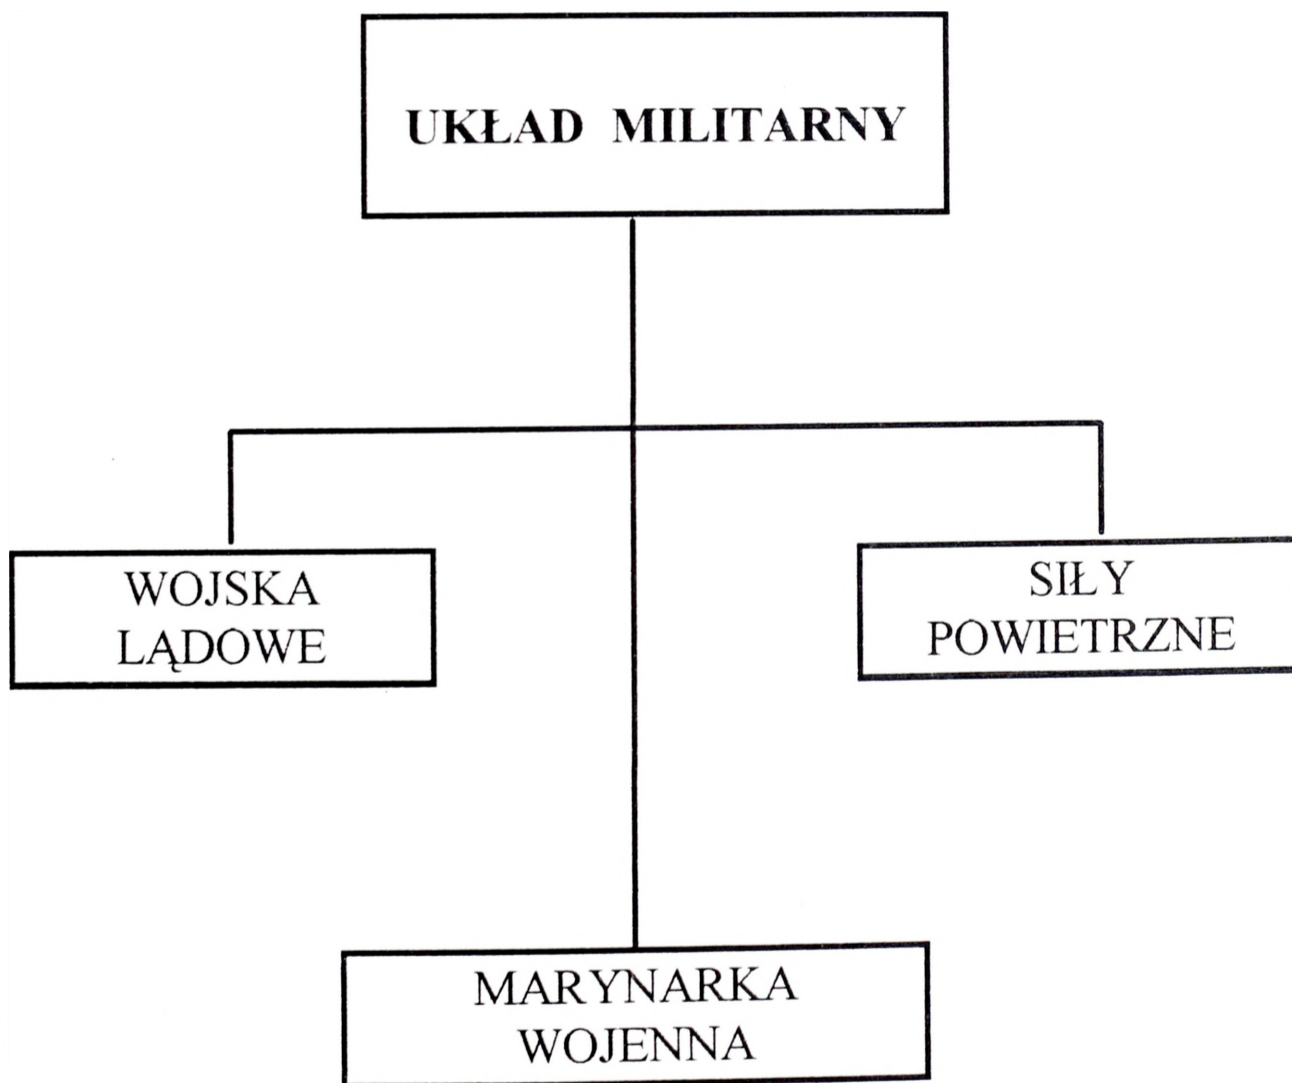 UKŁAD MILITARNY
WOJSKA
LĄDOWE
SIŁY
POWIETRZNE
MARYNARKA
WOJENNA